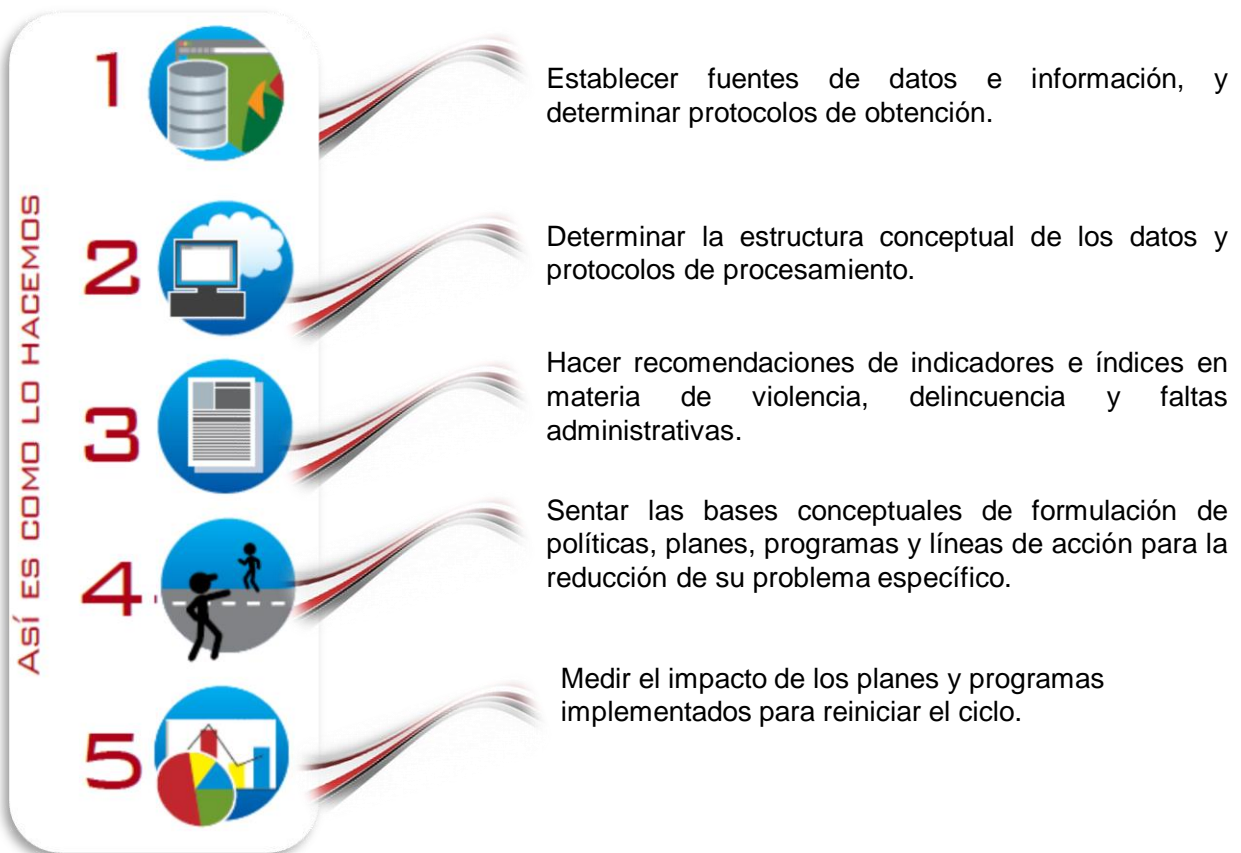 ASÍ ES COMO LO HACEMOS
1
Establecer fuentes de datos e información, y
determinar protocolos de obtención.
2
Determinar la estructura conceptual de los datos y
protocolos de procesamiento.
3
Hacer recomendaciones de indicadores e índices en
materia de violencia, delincuencia y faltas
administrativas.
4
Sentar las bases conceptuales de formulación de
políticas, planes, programas y líneas de acción para la
reducción de su problema específico.
5
Medir el impacto de los planes y programas
implementados para reiniciar el ciclo.